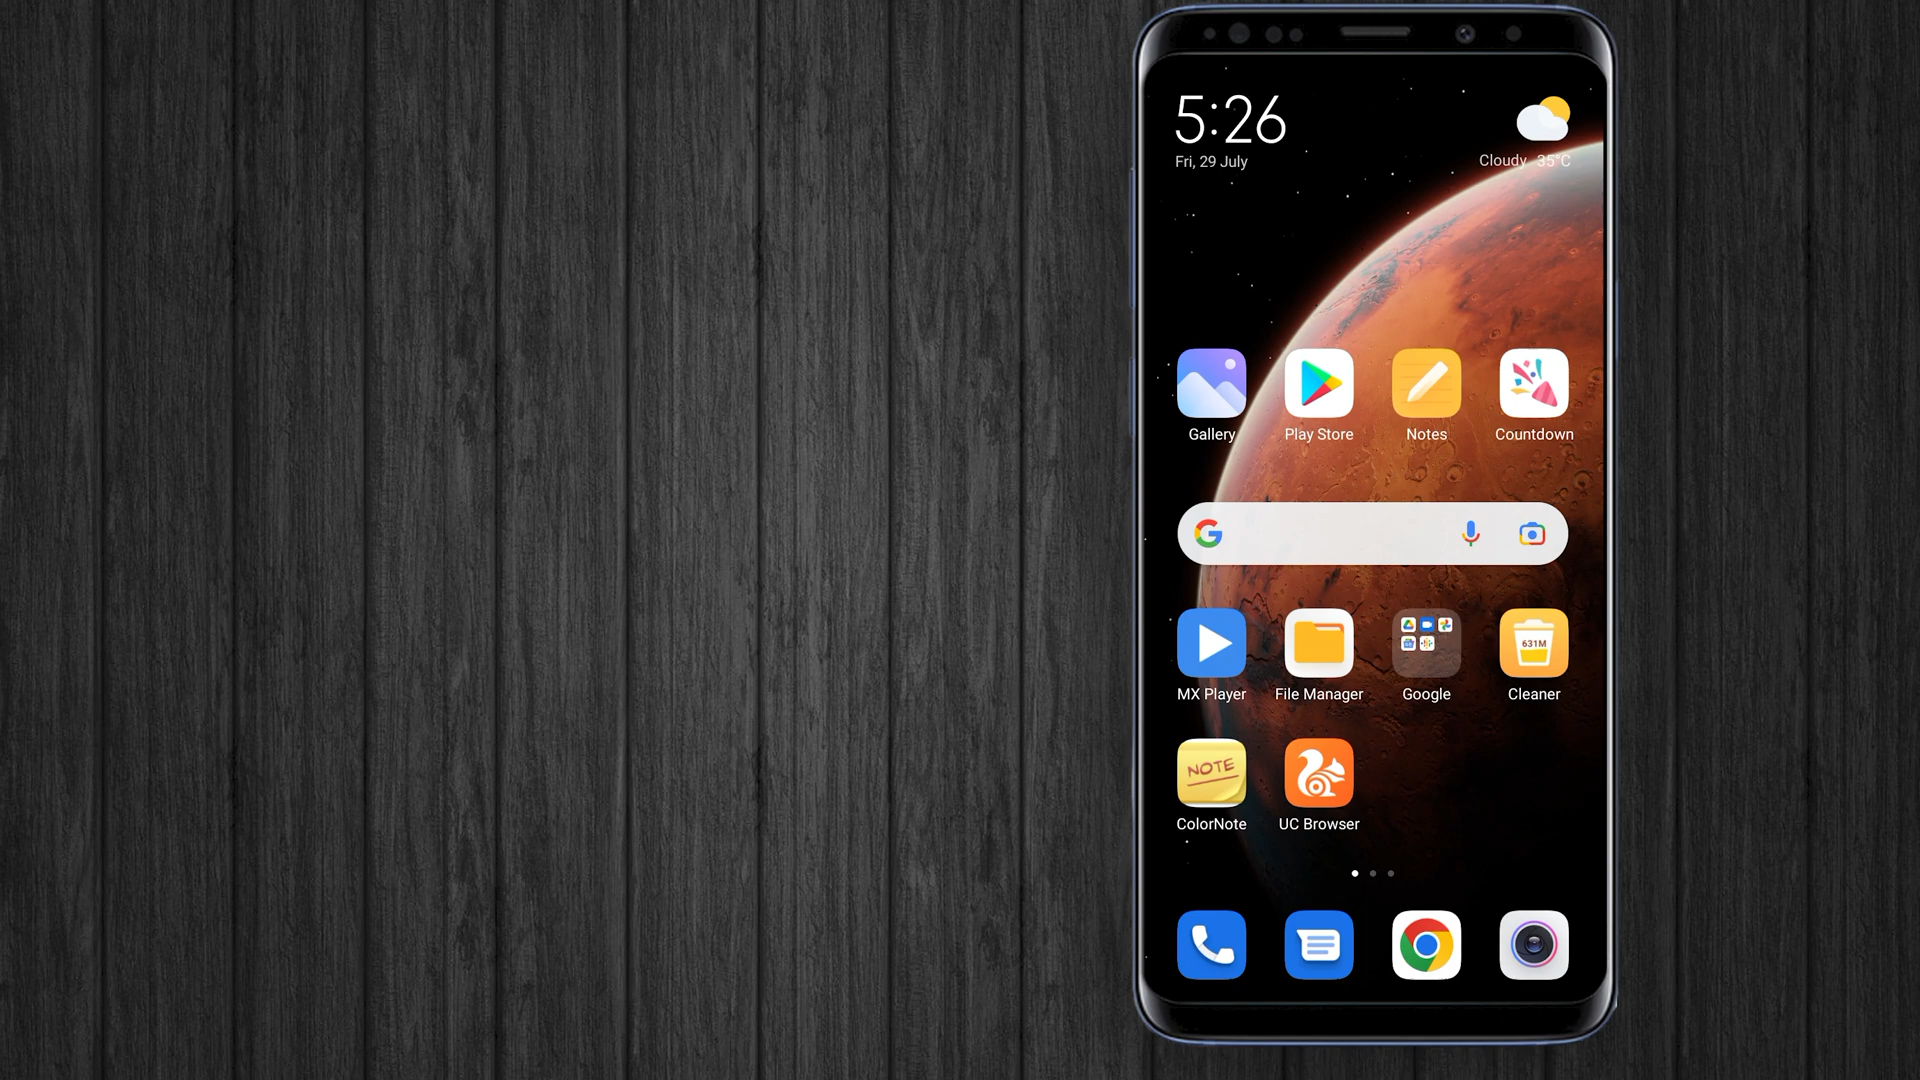 5:26
Fri, 29 July
Cloudy 35°C
Gallery
Play Store
Notes
Countdown
MX Player
File Manager
Google
631M
Cleaner
NOTE
ColorNote
UC Browser